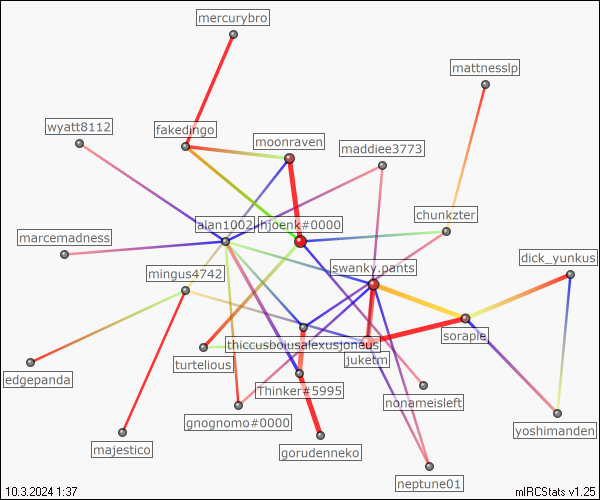 mercurybro
mattnesslp
wyatt8112
fakedingo
moonraven
maddiee3773
chunkzter
alan1002
hjoenk#0000
marcemadness
dick_yunkus
swanky.pants
mingus4742
sorapie
thiccusboiusalexusjoneus
juketm
turtelious
edgepanda
Thinker#5995
nonameisleft
gnognomo#0000
yoshimanden
majestico
gorudenneko
neptune01
10.3.2024 1:37
mIRCStats v1.25